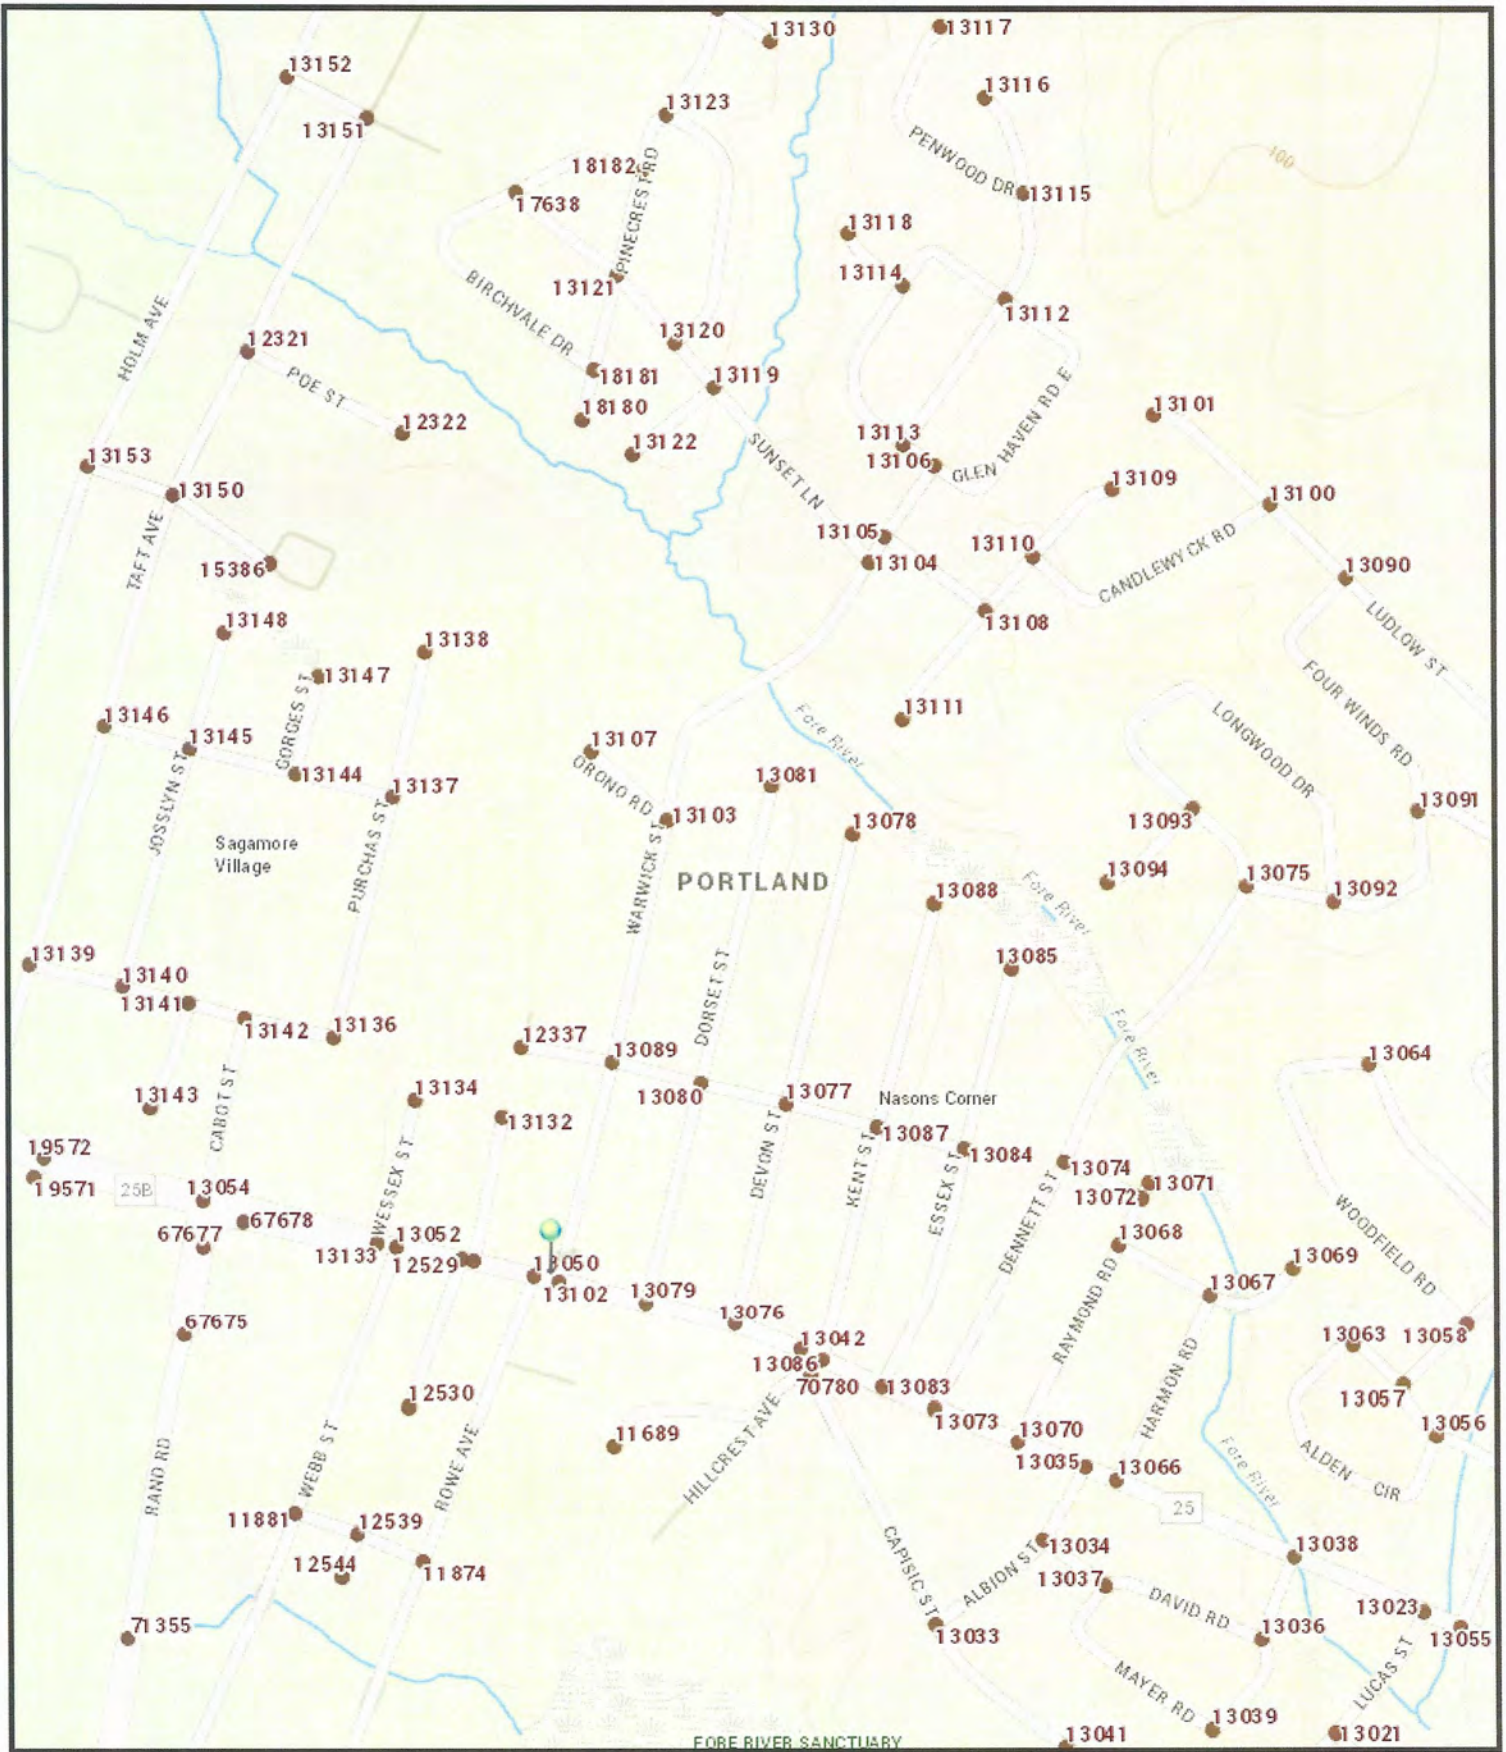 13130
13117
13152
13116
13123
13151
PENWOOD DR
18182
PINECREST RD
100
17638
13115
13118
13114
13121
BIRCHVALE DR
13112
HOLM AVE
12321
13120
POE ST
18181
13119
GLEN HAVEN RD E
18180
13101
12322
13122
SUNSET LN
13113
13106
13153
13109
13150
13100
TAFT AVE
13105
13110
CANDLEWYCK RD
15386
13104
13090
13148
13108
LUDLOW ST
13138
13147
FOUR WINDS RD
GORGES ST
13111
13146
13145
Fore River
LONGWOOD DR
13107
ORONO RD
13144
13081
13137
JOSSLYN ST
13091
13103
13078
13093
Sagamore
Village
PURCHAS ST
WARWICK ST
PORTLAND
13094
13075
13088
Fore River
13092
13139
13085
13140
DORSET ST
13141
13142
13136
12337
13089
Fore River
13064
13143
CABOT ST
13134
13080
13077
Nasons Corner
13132
13087
19572
DEVON ST
KENT ST
13084
13074
19571
25B
13054
WESSEX ST
ESSEX ST
13072
13071
67678
DENNETT ST
WOODFIELD RD
67677
13052
13068
13133
12529
13050
13069
13102
13079
RAYMOND RD
13067
67675
13076
13042
13063
13058
13086
HARMON RD
70780
13083
13057
12530
13073
13056
11689
13070
HILLCREST AVE
WEBB ST
13035
Fore River
RAND RD
ROWE AVE
13066
ALDEN CIR
25
11881
12539
CAPISIC ST
13034
13038
12544
11874
ALBION ST
13037
DAVID RD
13023
71355
13036
13033
13055
MAYER RD
LUCAS ST
13039
13041
13021
FORE RIVER SANCTUARY